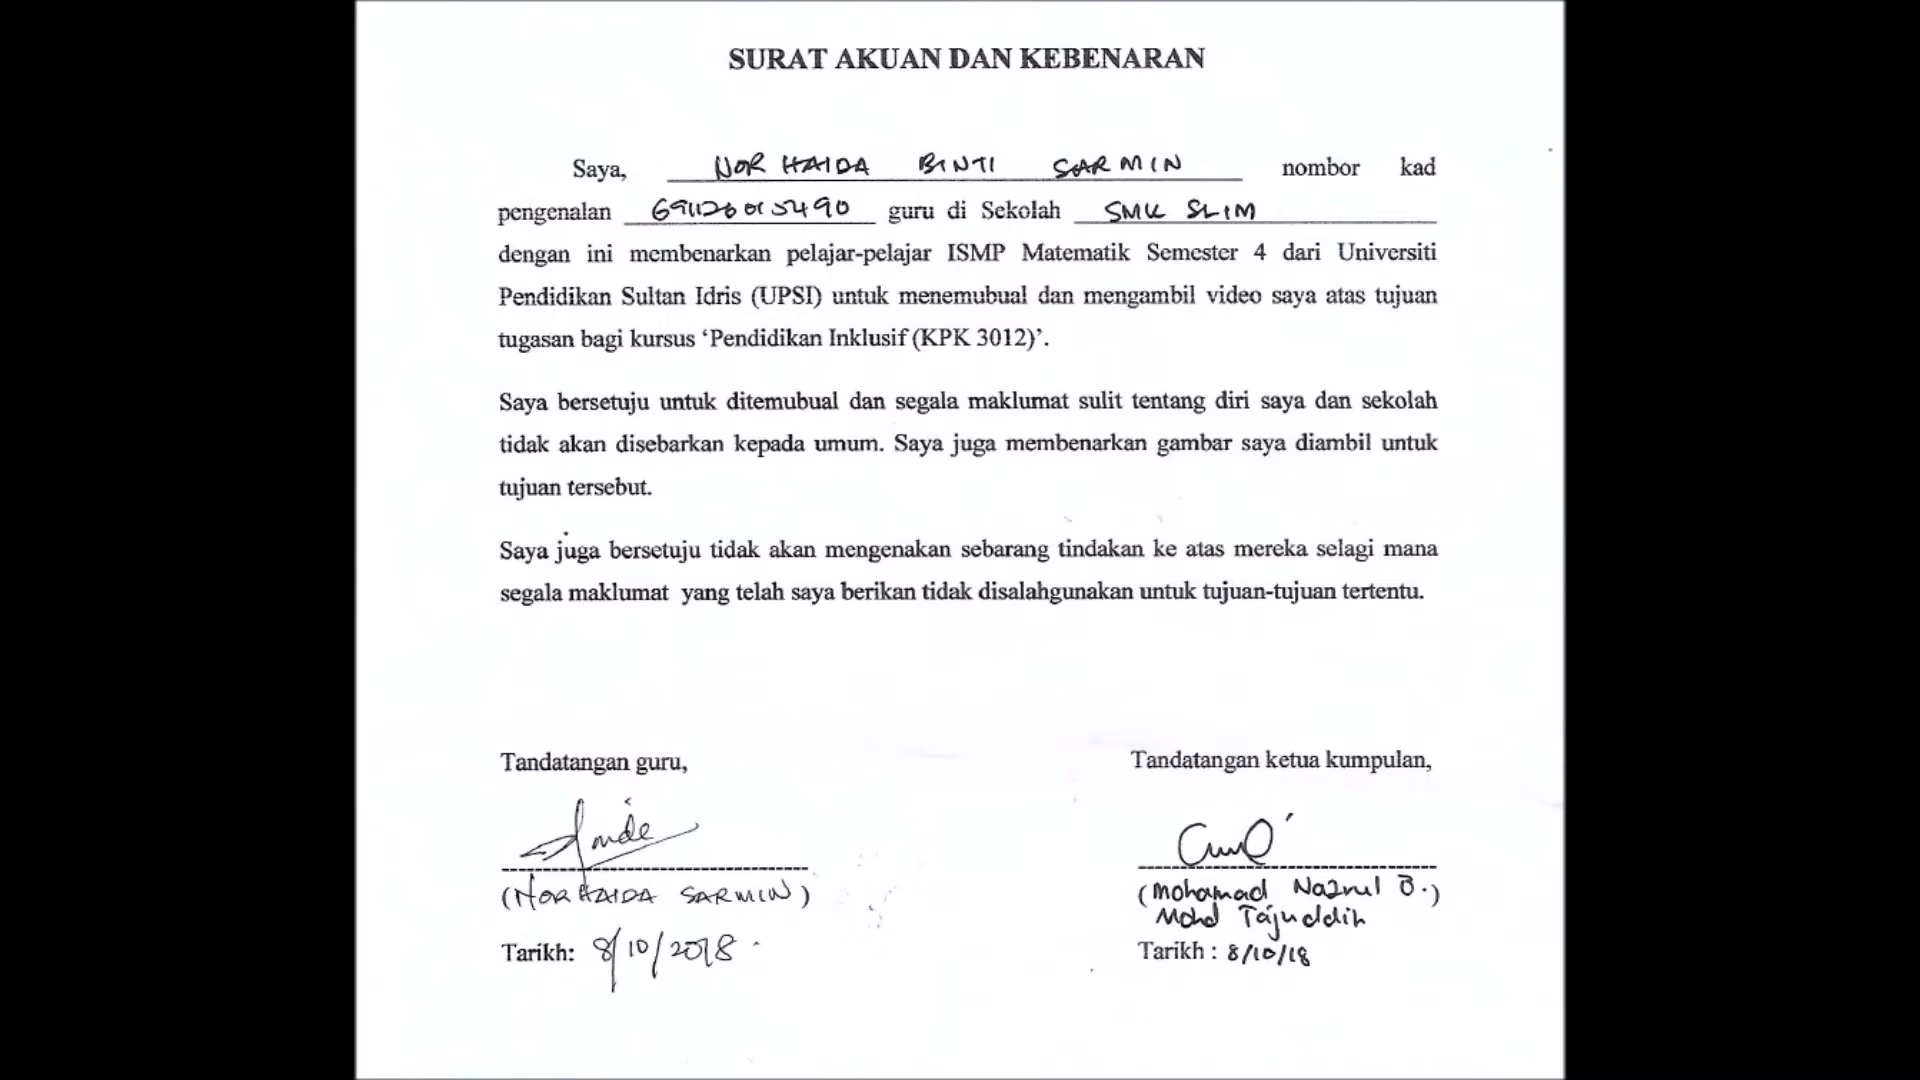 SURAT AKUAN DAN KEBENARAN
Saya, NOR HAIDA BINTI SARMIN nombor kad
pengenalan 691126015490 guru di Sekolah SMK SLIM
dengan ini membenarkan pelajar-pelajar ISMP Matematik Semester 4 dari Universiti
Pendidikan Sultan Idris (UPSI) untuk menemubual dan mengambil video saya atas tujuan
tugasan bagi kursus ‘Pendidikan Inklusif (KPK 3012)’.
Saya bersetuju untuk ditemubual dan segala maklumat sulit tentang diri saya dan sekolah
tidak akan disebarkan kepada umum. Saya juga membenarkan gambar saya diambil untuk
tujuan tersebut.
Saya juga bersetuju tidak akan mengenakan sebarang tindakan ke atas mereka selagi mana
segala maklumat yang telah saya berikan tidak disalahgunakan untuk tujuan-tujuan tertentu.
Tandatangan guru,
(NOR HAIDA SARMIN)
Tarikh: 8/10/2018
Tandatangan ketua kumpulan,
(Mohamad Nazrul B.)
Mohd Tajuddin
Tarikh : 8/10/18